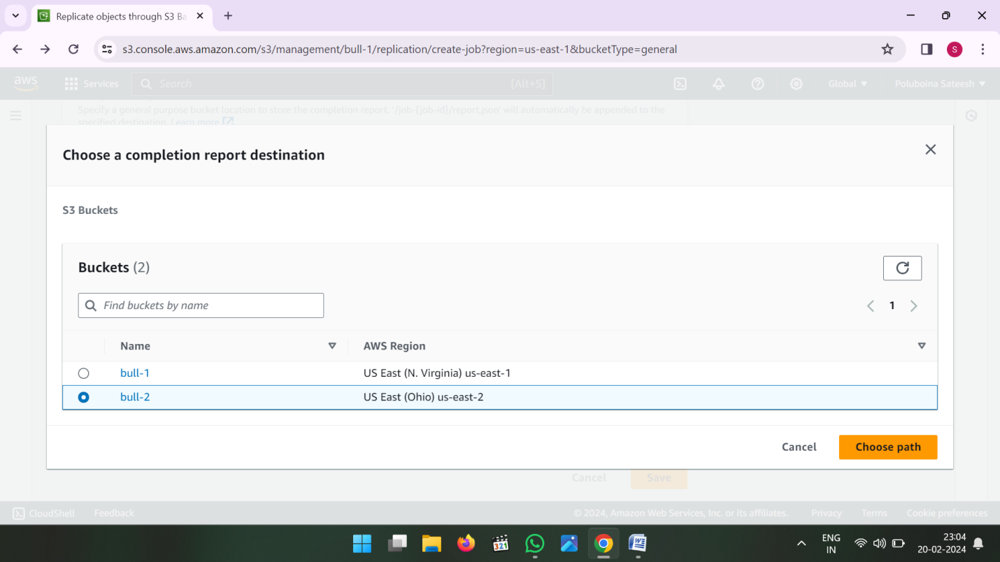 Replicate objects through S3 Ba
s3.console.aws.amazon.com/s3/management/bull-1/replication/create-job?region=us-east-1&bucketType=general
S
aws
Services
Search
[Alt+S]
Global
Poluboina Sateesh
Specify a general purpose bucket location to store the completion report. '/job-{job-id}/report.json' will automatically be appended to the
specified destination. Learn more
Choose a completion report destination
S3 Buckets
Buckets (2)
Find buckets by name
1
Name
AWS Region
bull-1
US East (N. Virginia) us-east-1
bull-2
US East (Ohio) us-east-2
Cancel
Choose path
Cancel
Save
CloudShell
Feedback
© 2024, Amazon Web Services, Inc. or its affiliates.
Privacy
Terms
Cookie preferences
321
ENG
IN
23:04
20-02-2024